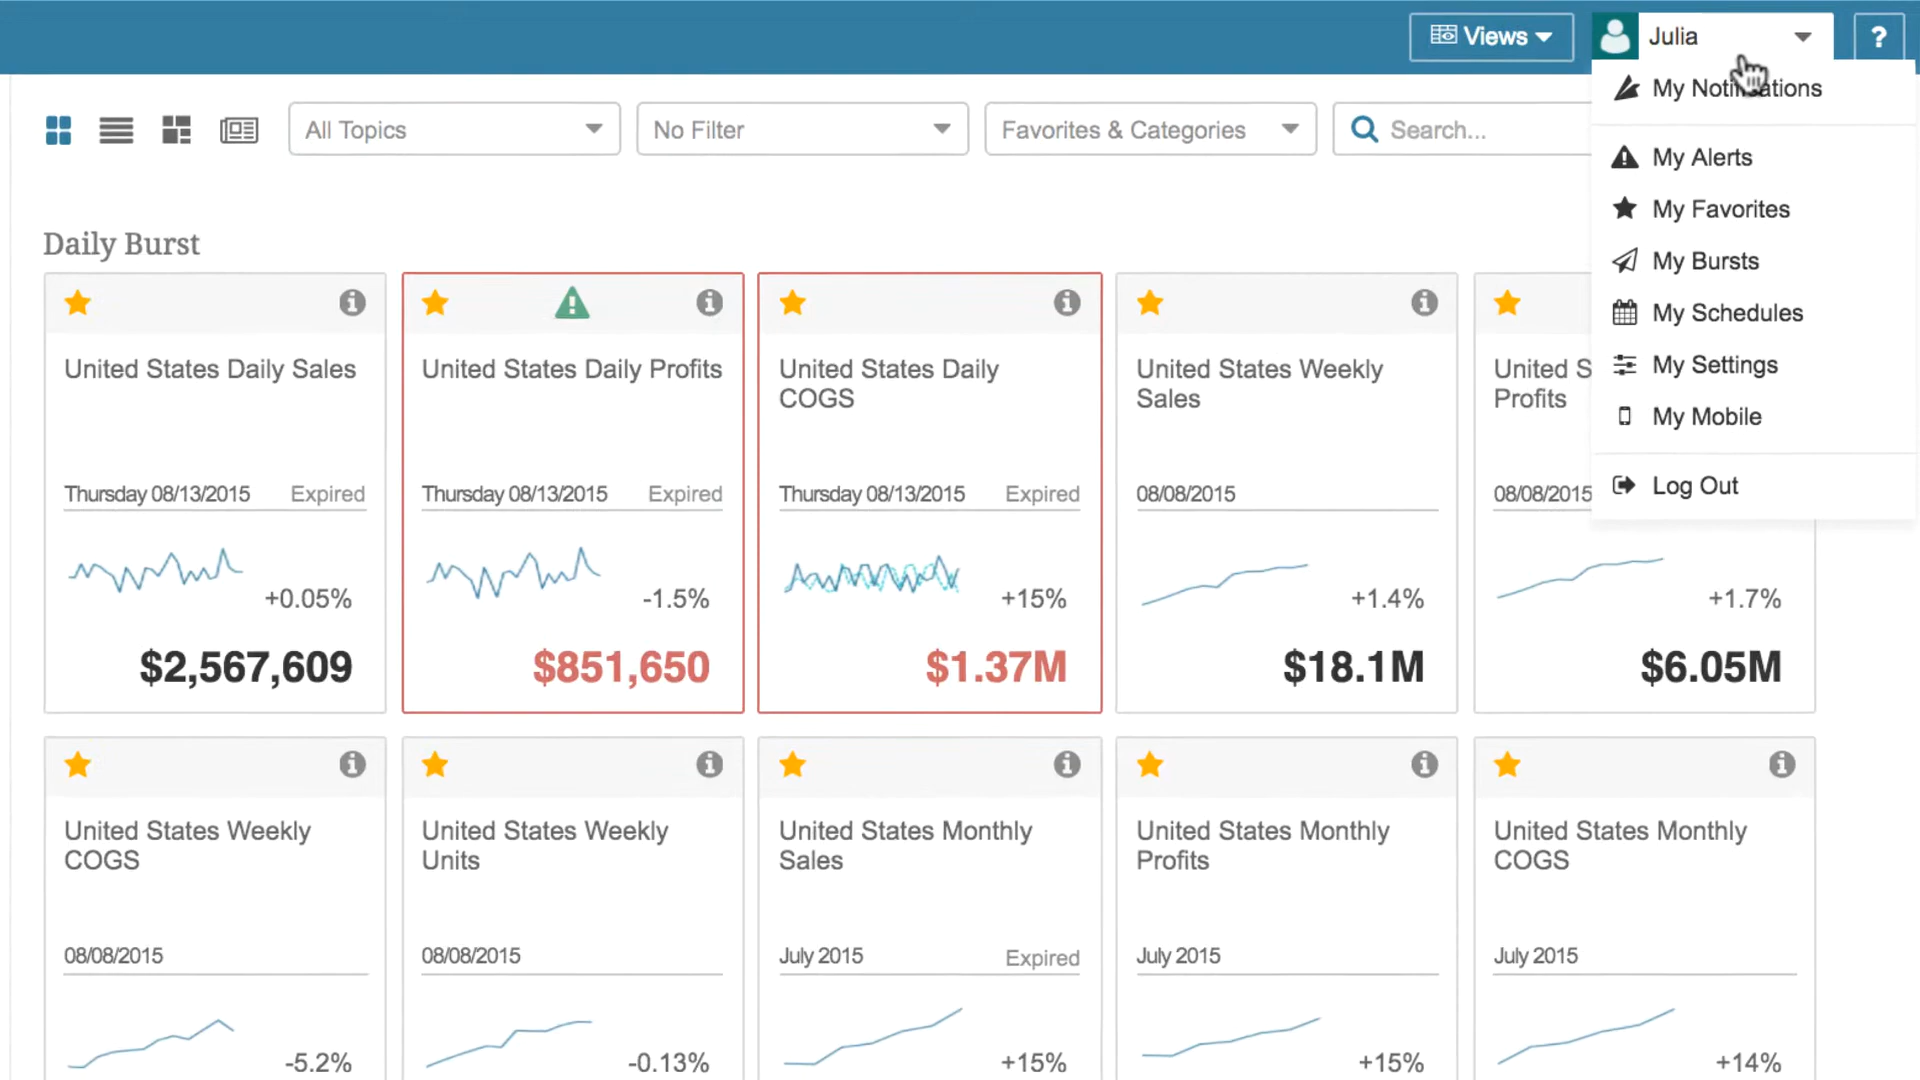 Views
Julia
?
My Notifications
My Alerts
My Favorites
My Bursts
My Schedules
My Settings
My Mobile
Log Out
All Topics
No Filter
Favorites & Categories
Search...
Daily Burst
United States Daily Sales
Thursday 08/13/2015 Expired
+0.05%
$2,567,609
United States Daily Profits
Thursday 08/13/2015 Expired
-1.5%
$851,650
United States Daily
COGS
Thursday 08/13/2015 Expired
+15%
$1.37M
United States Weekly
Sales
08/08/2015
+1.4%
$18.1M
United S
Profits
08/08/2015
+1.7%
$6.05M
United States Weekly
COGS
08/08/2015
-5.2%
United States Weekly
Units
08/08/2015
-0.13%
United States Monthly
Sales
July 2015 Expired
+15%
United States Monthly
Profits
July 2015
+15%
United States Monthly
COGS
July 2015
+14%